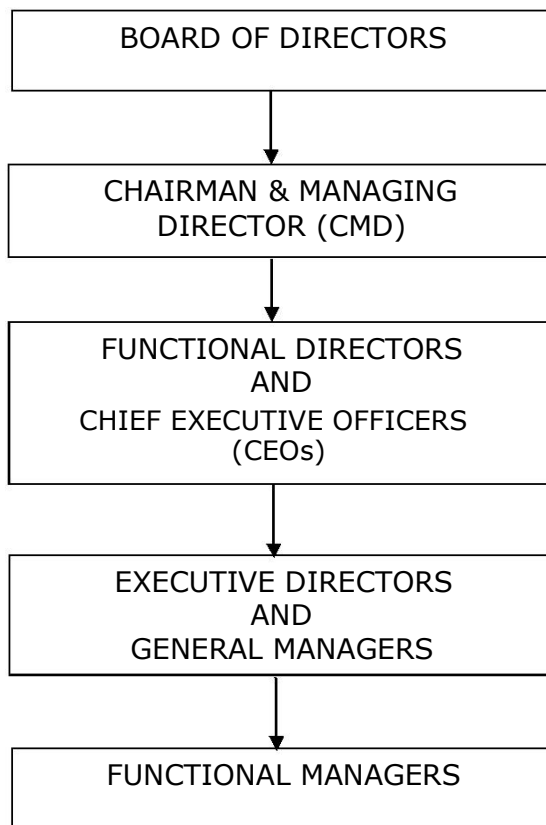 BOARD OF DIRECTORS
CHAIRMAN & MANAGING
DIRECTOR (CMD)
FUNCTIONAL DIRECTORS
AND
CHIEF EXECUTIVE OFFICERS
(CEOs)
EXECUTIVE DIRECTORS
AND
GENERAL MANAGERS
FUNCTIONAL MANAGERS